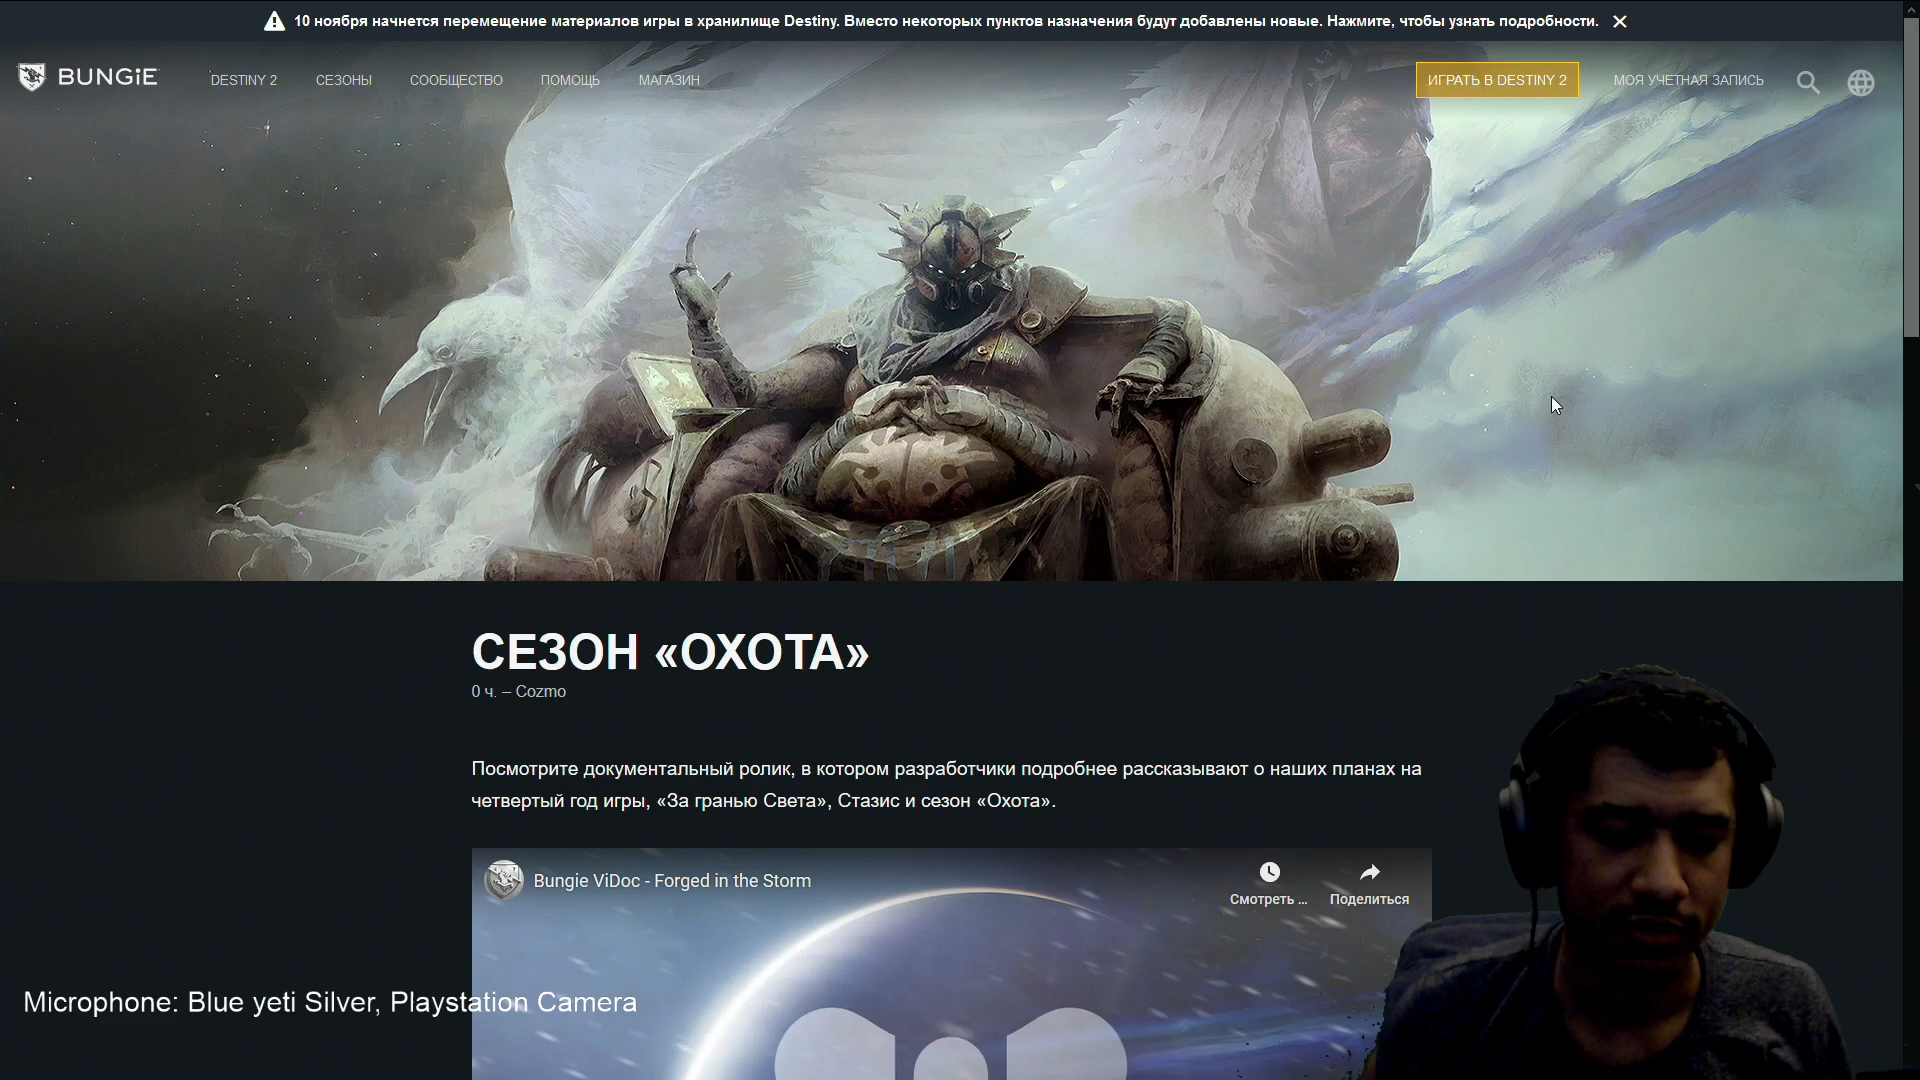 10 ноября начнется перемещение материалов игры в хранилище Destiny. Вместо некоторых пунктов назначения будут добавлены новые. Нажмите, чтобы узнать подробности.
BUNGiE
DESTINY 2
СЕЗОНЫ
СООБЩЕСТВО
ПОМОЩЬ
МАГАЗИН
ИГРАТЬ В DESTINY 2
МОЯ УЧЕТНАЯ ЗАПИСЬ
СЕЗОН «ОХОТА»
0 ч. – Cozmo
Посмотрите документальный ролик, в котором разработчики подробнее рассказывают о наших планах на
четвертый год игры, «За гранью Света», Стазис и сезон «Охота».
Bungie ViDoc - Forged in the Storm
Смотреть ...
Поделиться
Microphone: Blue yeti Silver, Playstation Camera